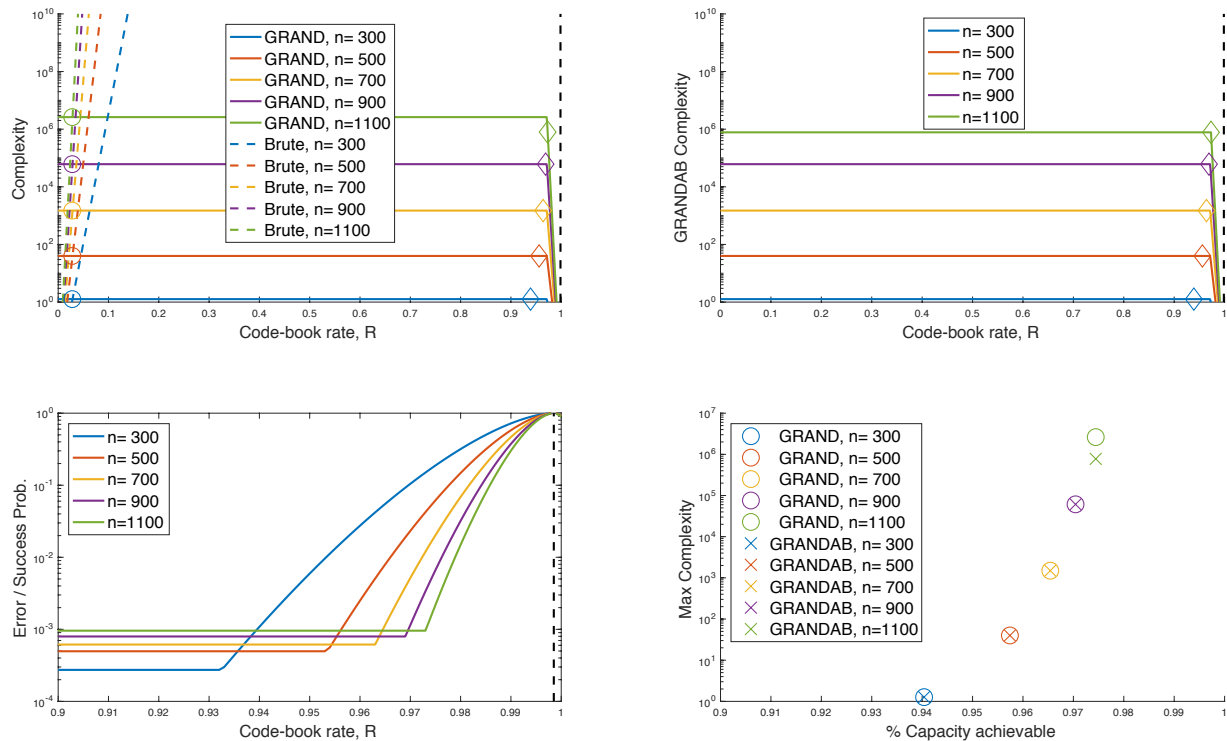 Complexity
10^10
10^8
10^6
10^4
10^2
10^0
0 0.1 0.2 0.3 0.4 0.5 0.6 0.7 0.8 0.9 1
Code-book rate, R
GRAND, n= 300
GRAND, n= 500
GRAND, n= 700
GRAND, n= 900
GRAND, n=1100
Brute, n= 300
Brute, n= 500
Brute, n= 700
Brute, n= 900
Brute, n=1100
GRANDAB Complexity
10^10
10^8
10^6
10^4
10^2
10^0
0 0.1 0.2 0.3 0.4 0.5 0.6 0.7 0.8 0.9 1
Code-book rate, R
n= 300
n= 500
n= 700
n= 900
n=1100
Error / Success Prob.
10^0
10^-1
10^-2
10^-3
10^-4
0.9 0.91 0.92 0.93 0.94 0.95 0.96 0.97 0.98 0.99 1
Code-book rate, R
n= 300
n= 500
n= 700
n= 900
n=1100
Max Complexity
10^7
10^6
10^5
10^4
10^3
10^2
10^1
10^0
0.9 0.91 0.92 0.93 0.94 0.95 0.96 0.97 0.98 0.99 1
% Capacity achievable
GRAND, n= 300
GRAND, n= 500
GRAND, n= 700
GRAND, n= 900
GRAND, n=1100
GRANDAB, n= 300
GRANDAB, n= 500
GRANDAB, n= 700
GRANDAB, n= 900
GRANDAB, n=1100